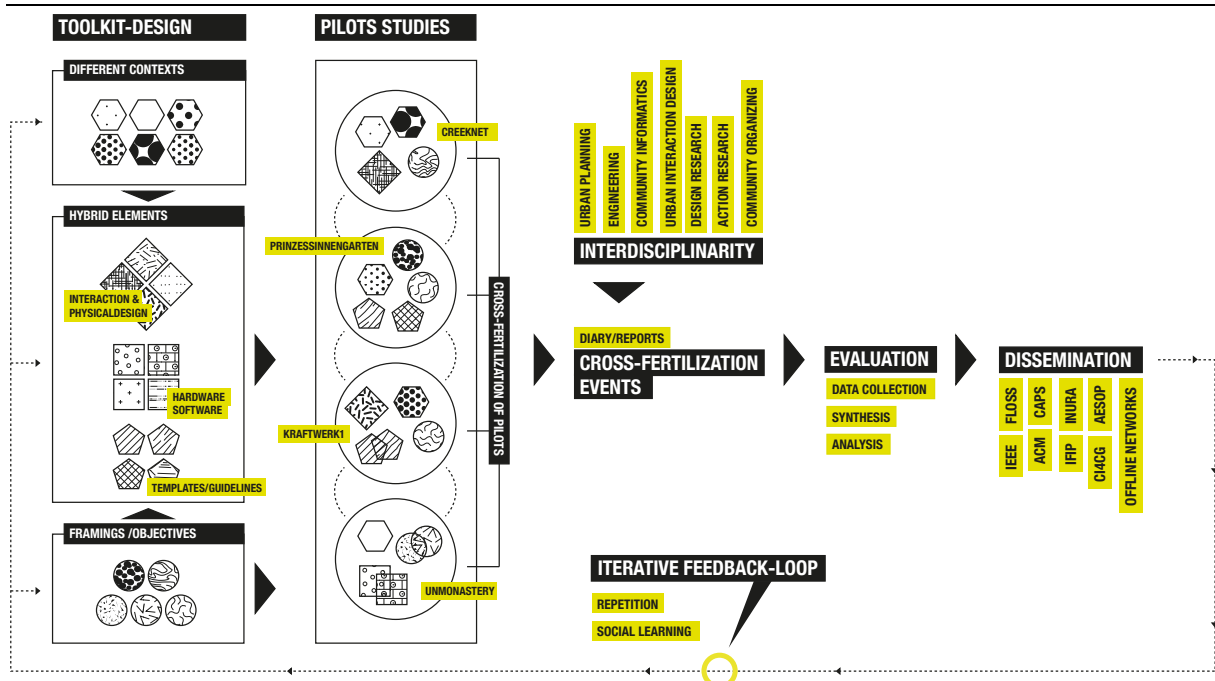 TOOLKIT-DESIGN
DIFFERENT CONTEXTS
HYBRID ELEMENTS
INTERACTION &
PHYSICALDESIGN
HARDWARE
SOFTWARE
TEMPLATES/GUIDELINES
FRAMINGS /OBJECTIVES
PILOTS STUDIES
CREEKNET
PRINZESSINNENGARTEN
KRAFTWERK1
UNMONASTERY
CROSS-FERTILIZATION OF PILOTS
URBAN PLANNING
ENGINEERING
COMMUNITY INFORMATICS
URBAN INTERACTION DESIGN
DESIGN RESEARCH
ACTION RESEARCH
COMMUNITY ORGANIZING
INTERDISCIPLINARITY
DIARY/REPORTS
CROSS-FERTILIZATION
EVENTS
EVALUATION
DATA COLLECTION
SYNTHESIS
ANALYSIS
DISSEMINATION
FLOSS
IEEE
CAPS
ACM
INURA
IFIP
AESOP
CI4CG
OFFLINE NETWORKS
ITERATIVE FEEDBACK-LOOP
REPETITION
SOCIAL LEARNING